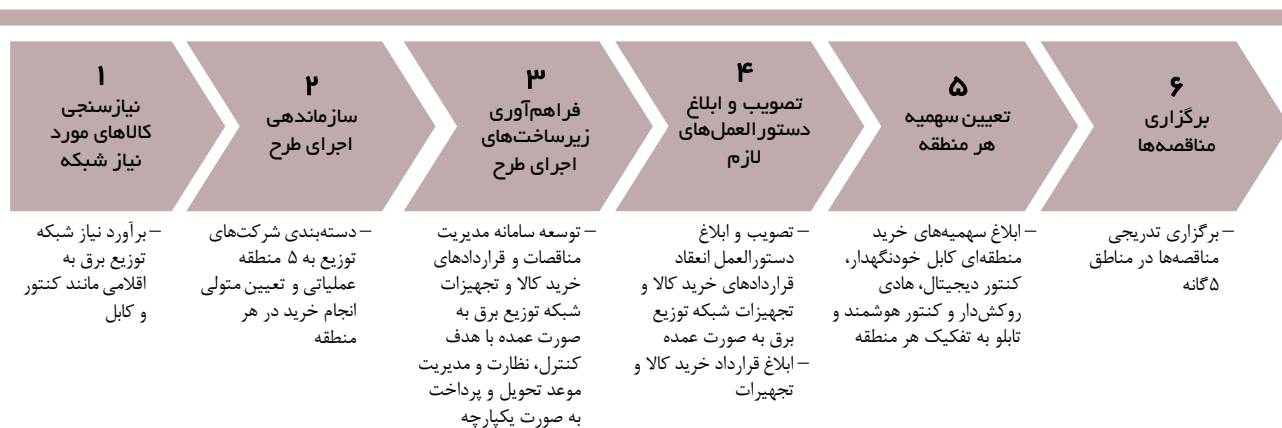 ۱
نیازسنجی
کالاهای مورد
نیاز شبکه
– برآورد نیاز شبکه
توزیع برق به
اقلامی مانند کنتور
و کابل
۲
سازماندهی
اجرای طرح
– دسته‌بندی شرکت‌های
توزیع به ۵ منطقه
عملیاتی و تعیین متولی
انجام خرید در هر
منطقه
۳
فراهم‌آوری
زیرساخت‌های
اجرای طرح
– توسعه سامانه مدیریت
مناقصات و قراردادهای
خرید کالا و تجهیزات
شبکه توزیع برق به
صورت عمده با هدف
کنترل، نظارت و مدیریت
موعد تحویل و پرداخت
به صورت یکپارچه
۴
تصویب و ابلاغ
دستورالعمل‌های
لازم
– تصویب و ابلاغ
دستورالعمل انعقاد
قراردادهای خرید کالا و
تجهیزات شبکه توزیع
برق به صورت عمده
– ابلاغ قرارداد خرید کالا و
تجهیرات
۵
تعیین سهمیه
هر منطقه
– ابلاغ سهمیه‌های خرید
منطقه‌ای کابل خودنگهدار،
کنتور دیجیتال، هادی
روکش‌دار و کنتور هوشمند و
تابلو به تفکیک هر منطقه
۶
برگزاری
مناقصه‌ها
– برگزاری تدریجی
مناقصه‌ها در مناطق
۵گانه